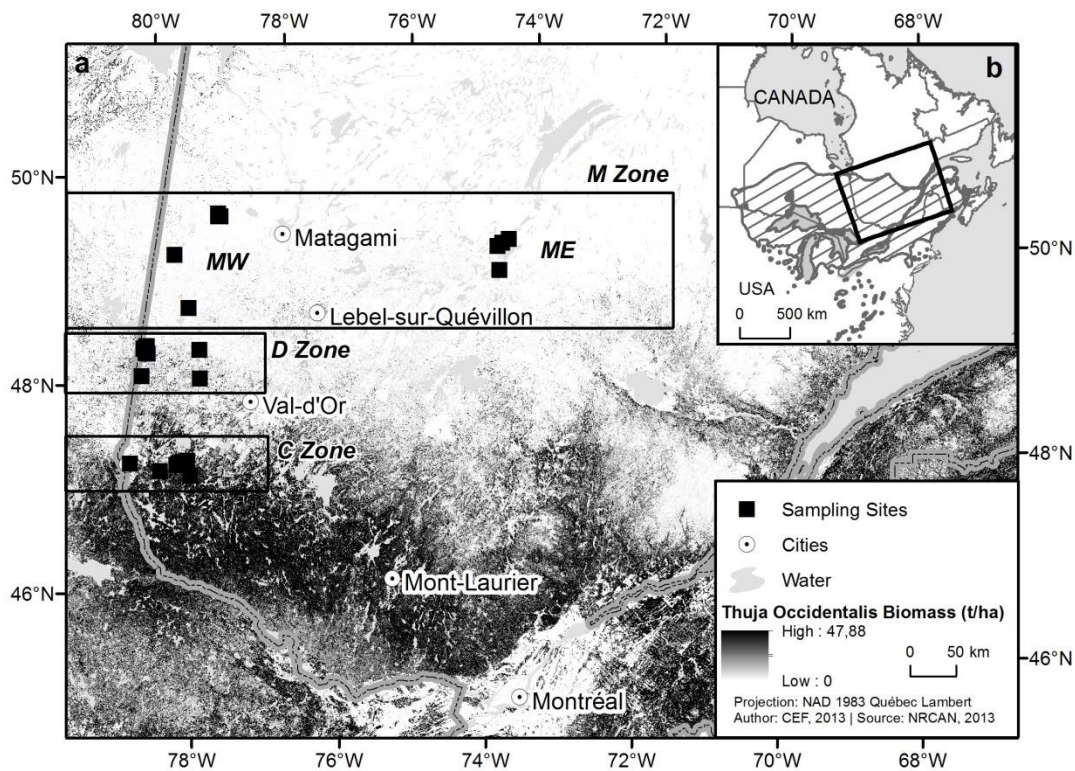 80°W 78°W 76°W 74°W 72°W 70°W 68°W
a
b
CANADA
USA
0 500 km
50°N
50°N
M Zone
Matagami
MW
ME
Lebel-sur-Quévillon
D Zone
48°N
Val-d'Or
C Zone
48°N
Sampling Sites
Cities
Water
Mont-Laurier
46°N
Thuja Occidentalis Biomass (t/ha)
High : 47,88
0 50 km
Low : 0
46°N
Montréal
Projection: NAD 1983 Québec Lambert
Author: CEF, 2013 | Source: NRCAN, 2013
78°W 76°W 74°W 72°W 70°W 68°W